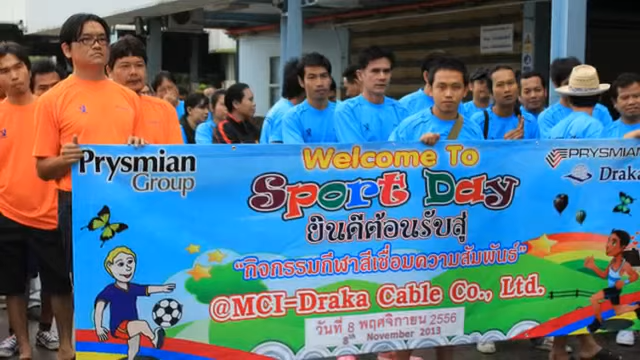 Prysmian
Group
Welcome To
Sport Day
ยินดีต้อนรับสู่
"กิจกรรมกีฬาสีเชื่อมความสัมพันธ์"
@MCI-Draka Cable Co., Ltd.
วันที่ 8 พฤศจิกายน 2556
8th November 2013
PRYSMIAN
Draka